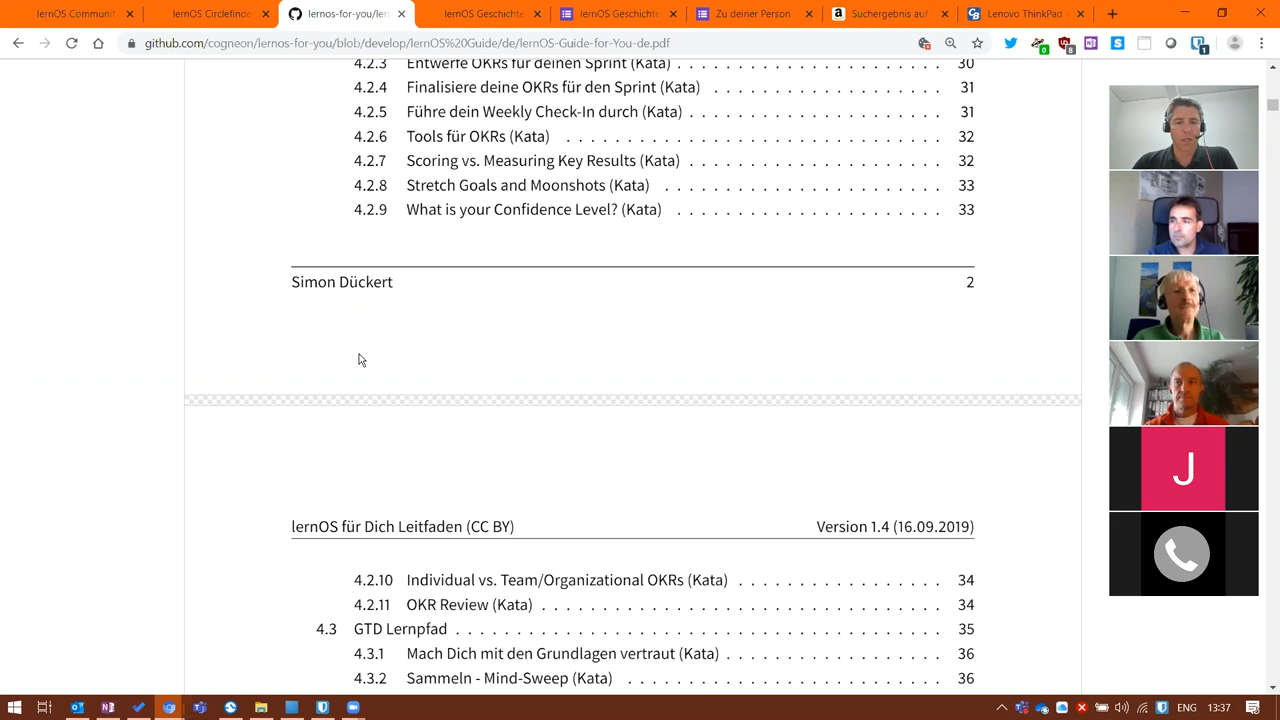 lernOS Communit
lernOS Circlefinde
lernos-for-you/lern
lernOS Geschichte
lernOS Geschichte
Zu deiner Person
Suchergebnis auf
Lenovo ThinkPad
github.com/cogneon/lernos-for-you/blob/develop/lernOS%20Guide/de/lernOS-Guide-for-You-de.pdf
4.2.3 Entwerfe OKRs für deinen Sprint (Kata) . . . . . . . . . . . . . . . . . . . . 30
4.2.4 Finalisiere deine OKRs für den Sprint (Kata) . . . . . . . . . . . . . . . . . . 31
4.2.5 Führe dein Weekly Check-In durch (Kata) . . . . . . . . . . . . . . . . . . . 31
4.2.6 Tools für OKRs (Kata) . . . . . . . . . . . . . . . . . . . . . . . . . . . . 32
4.2.7 Scoring vs. Measuring Key Results (Kata) . . . . . . . . . . . . . . . . . . . 32
4.2.8 Stretch Goals and Moonshots (Kata) . . . . . . . . . . . . . . . . . . . . . 33
4.2.9 What is your Confidence Level? (Kata) . . . . . . . . . . . . . . . . . . . . 33
Simon Dückert 2
lernOS für Dich Leitfaden (CC BY) Version 1.4 (16.09.2019)
4.2.10 Individual vs. Team/Organizational OKRs (Kata) . . . . . . . . . . . . . . . . 34
4.2.11 OKR Review (Kata) . . . . . . . . . . . . . . . . . . . . . . . . . . . . . 34
4.3 GTD Lernpfad . . . . . . . . . . . . . . . . . . . . . . . . . . . . . . . . . 35
4.3.1 Mach Dich mit den Grundlagen vertraut (Kata) . . . . . . . . . . . . . . . . . 36
4.3.2 Sammeln - Mind-Sweep (Kata) . . . . . . . . . . . . . . . . . . . . . . . . 36
J
ENG 13:37